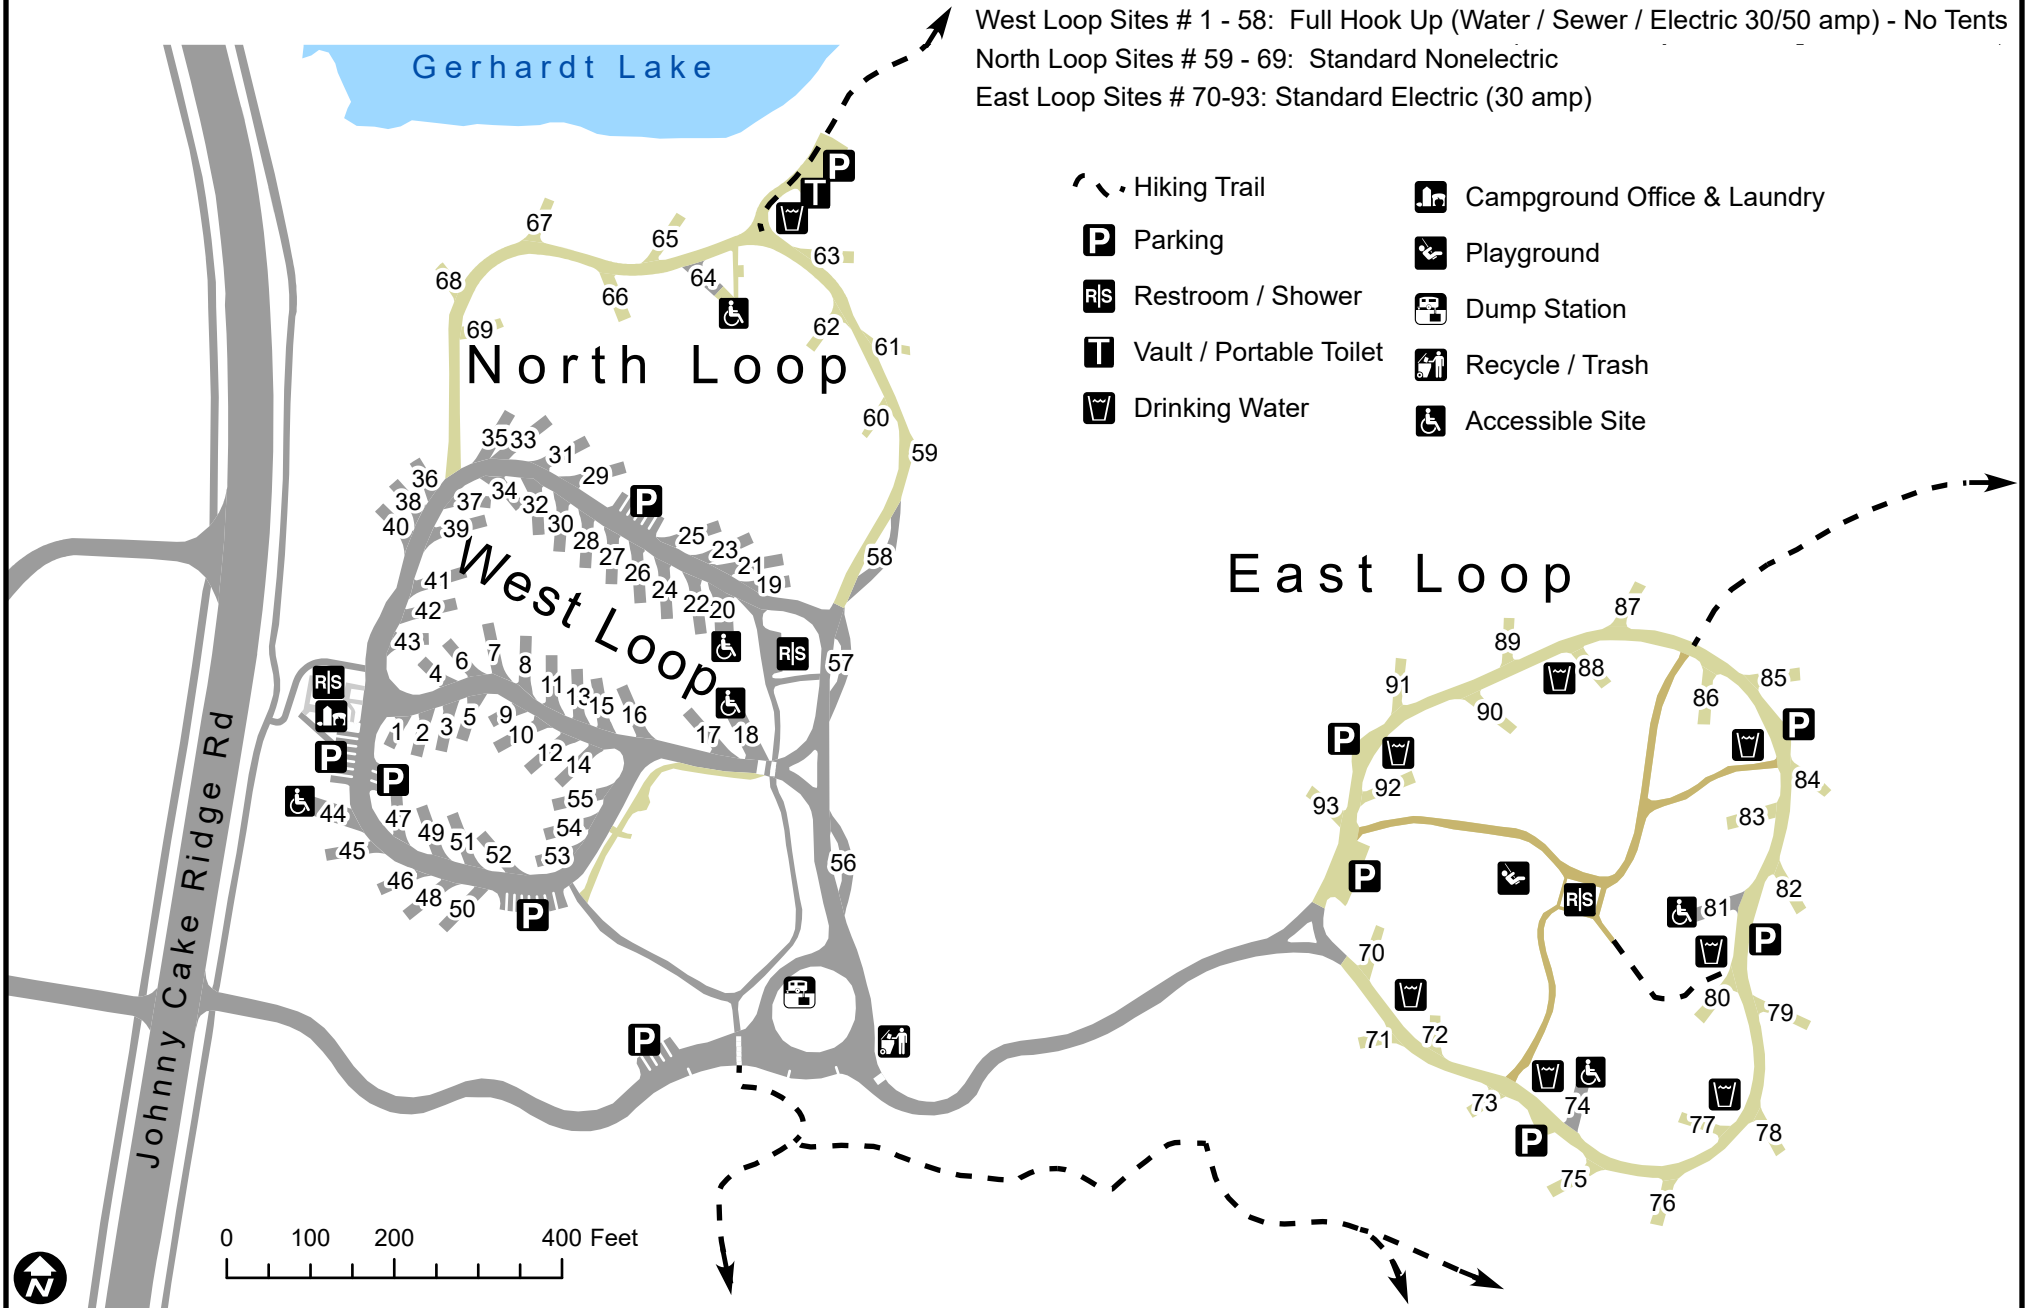 West Loop Sites # 1 - 58: Full Hook Up (Water / Sewer / Electric 30/50 amp) - No Tents
North Loop Sites # 59 - 69: Standard Nonelectric
East Loop Sites # 70-93: Standard Electric (30 amp)
Gerhardt Lake
P
T
Hiking Trail
P Parking
R|S Restroom / Shower
T Vault / Portable Toilet
Drinking Water
Campground Office & Laundry
Playground
Dump Station
Recycle / Trash
Accessible Site
67
65
63
68
64
66
69
62
61
North Loop
60
59
58
35
33
31
29
P
36
34
37
32
38
40
39
30
28
27
26
24
25
23
21
19
22
20
West Loop
41
42
43
R|S
57
4
6
7
8
11
13
15
16
17
18
R|S
P
P
1
2
3
5
9
10
12
14
55
54
53
44
45
47
49
51
52
46
48
50
P
56
P
Johnny Cake Ridge Rd
East Loop
87
89
88
85
86
91
90
P
P
92
93
84
83
P
R|S
81
82
P
70
80
79
71
72
73
74
77
78
P
75
76
0 100 200 400 Feet
N